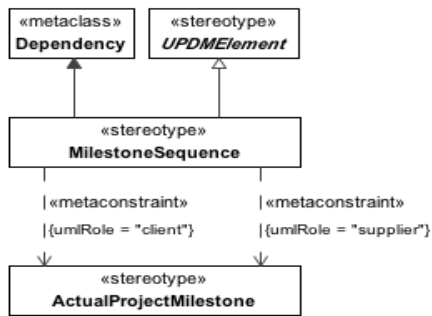 «metaclass»
Dependency
«stereotype»
UPDMElement
«stereotype»
MilestoneSequence
«metaconstraint»
{umlRole = "client"}
«metaconstraint»
{umlRole = "supplier"}
«stereotype»
ActualProjectMilestone